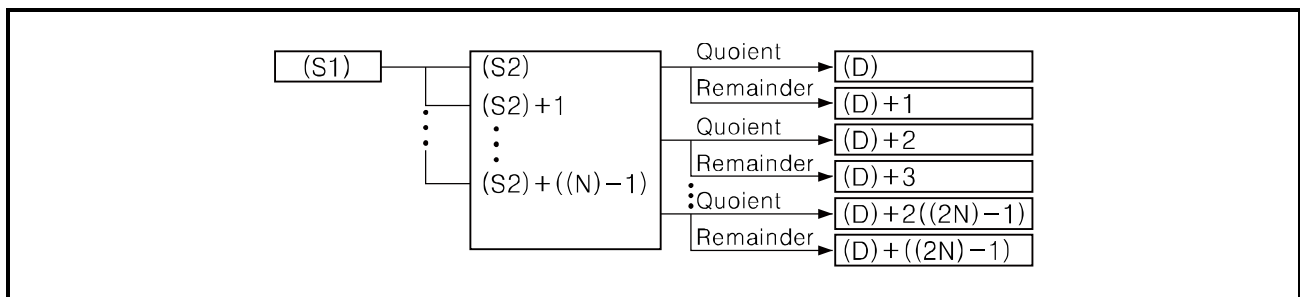 (S1)
(S2)
(S2)+1
(S2)+((N)-1)
Quoient
(D)
Remainder
(D)+1
Quoient
(D)+2
Remainder
(D)+3
Quoient
(D)+2((2N)-1)
Remainder
(D)+((2N)-1)